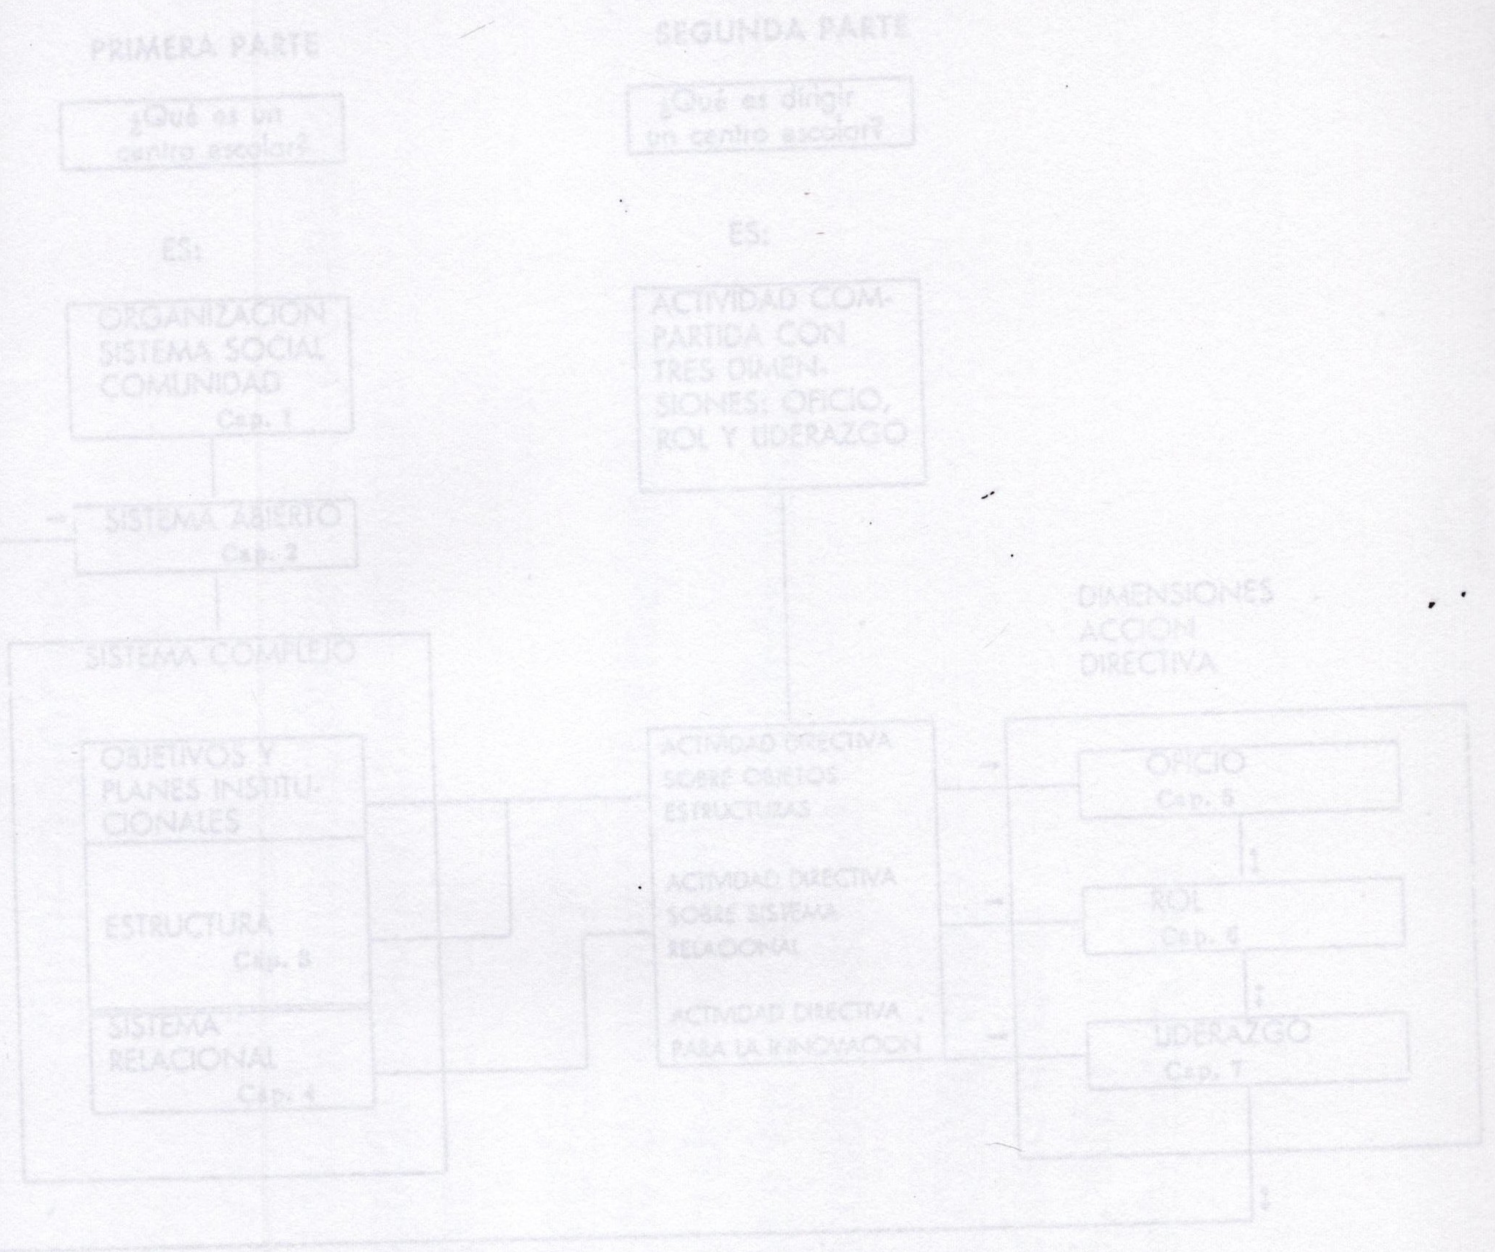 PRIMERA PARTE
¿Qué es un
centro escolar?
ES:
ORGANIZACION
SISTEMA SOCIAL
COMUNIDAD
Cap. 1
SISTEMA ABIERTO
Cap. 2
SISTEMA COMPLEJO
OBJETIVOS Y
PLANES INSTITU-
CIONALES
ESTRUCTURA
Cap. 3
SISTEMA
RELACIONAL
Cap. 4
SEGUNDA PARTE
¿Qué es dirigir
un centro escolar?
ES:
ACTIVIDAD COM-
PARTIDA CON
TRES DIMEN-
SIONES: OFICIO,
ROL Y LIDERAZGO
ACTIVIDAD DIRECTIVA
SOBRE OBJETOS
ESTRUCTURAS
ACTIVIDAD DIRECTIVA
SOBRE SISTEMA
RELACIONAL
ACTIVIDAD DIRECTIVA
PARA LA INNOVACION
DIMENSIONES
ACCION
DIRECTIVA
OFICIO
Cap. 5
ROL
Cap. 6
LIDERAZGO
Cap. 7